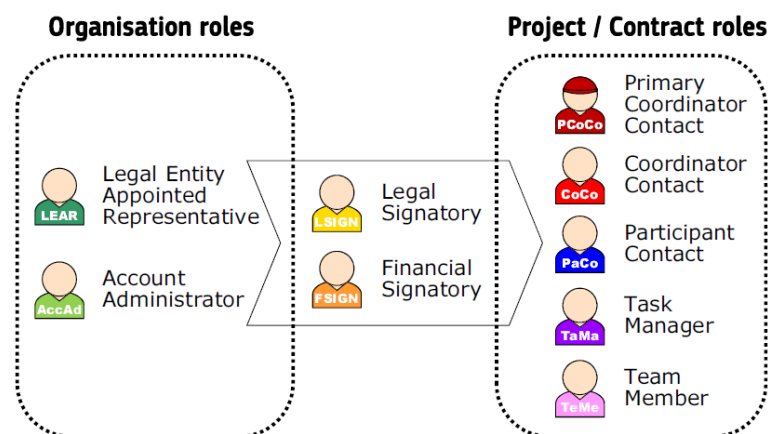 Organisation roles
Project / Contract roles
LEAR
Legal Entity
Appointed
Representative
AccAd
Account
Administrator
LSIGN
Legal
Signatory
FSIGN
Financial
Signatory
PCoCo
Primary
Coordinator
Contact
CoCo
Coordinator
Contact
PaCo
Participant
Contact
TaMa
Task
Manager
TeMe
Team
Member